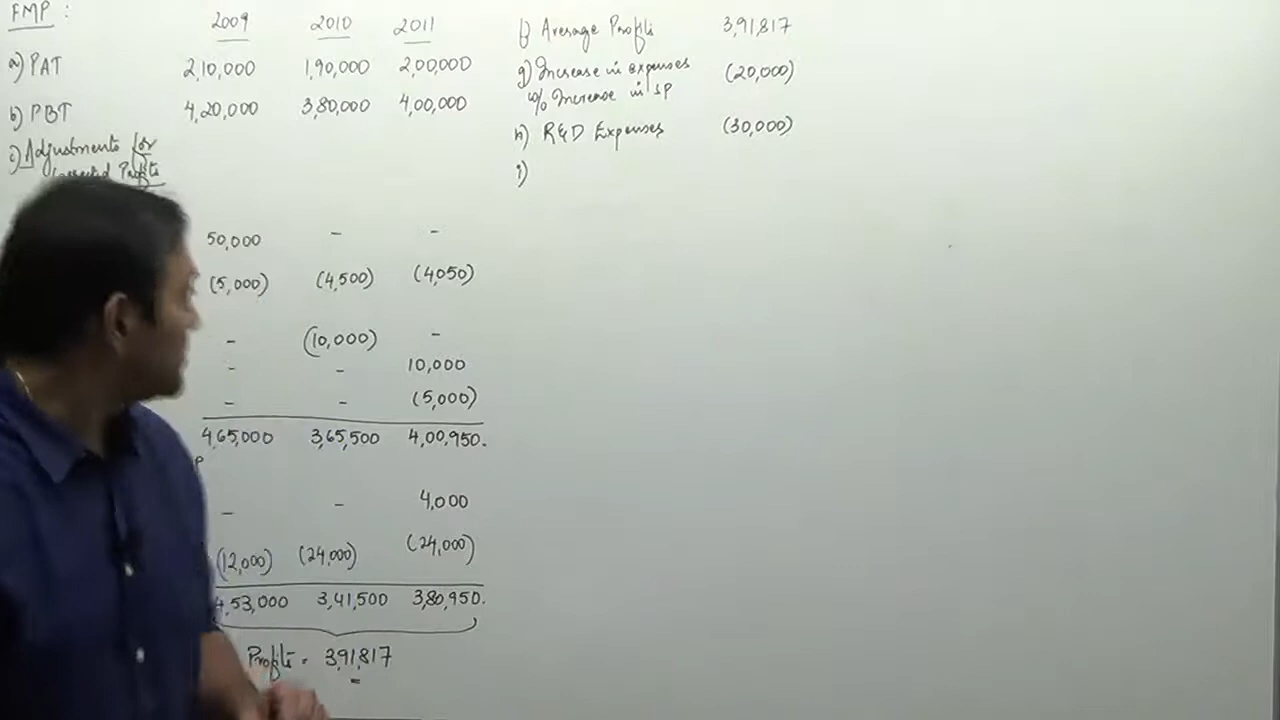 FMP :
2009 2010 2011
a) PAT 2,10,000 1,90,000 2,00,000
b) PBT 4,20,000 3,80,000 4,00,000
c) Adjustments for
Profits
50,000 - -
(5,000) (4,500) (4,050)
- (10,000) -
- - 10,000
- - (5,000)
4,65,000 3,65,500 4,00,950.
P
- - 4,000
(12,000) (24,000) (24,000)
4,53,000 3,41,500 3,80,950.
Profits = 3,91,817
f) Average Profits 3,91,817
g) Increase in expenses (20,000)
w/o Increase in SP
h) R&D Expenses (30,000)
i)